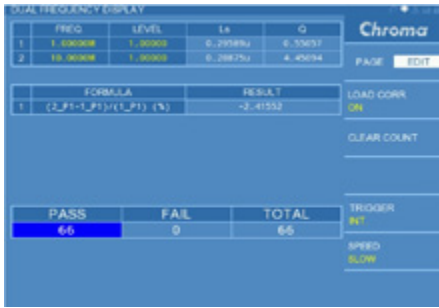 DUAL FREQUENCY DISPLAY
FREQ. LEVEL Ls Q
1 1.00000M 1.00000 0.29589u 0.55057
2 10.0000M 1.00000 0.28875u 4.45094
FORMULA RESULT
1 (2_P1-1_P1)/(1_P1) (%) -2.41552
PASS FAIL TOTAL
66 0 66
Chroma
PAGE EDIT
LOAD CORR.
ON
CLEAR COUNT
TRIGGER
INT
SPEED
SLOW